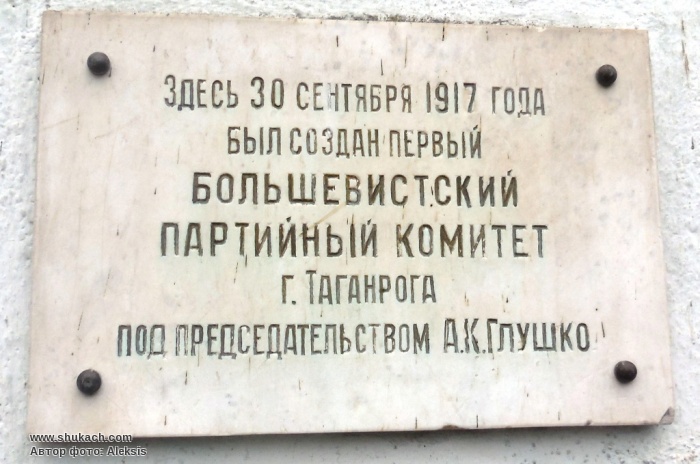 Здесь 30 сентября 1917 года
был создан первый
БОЛЬШЕВИСТСКИЙ
ПАРТИЙНЫЙ КОМИТЕТ
г. Таганрога
под председательством А.К.Глушко
www.shukach.com
Автор фото: Aleksis